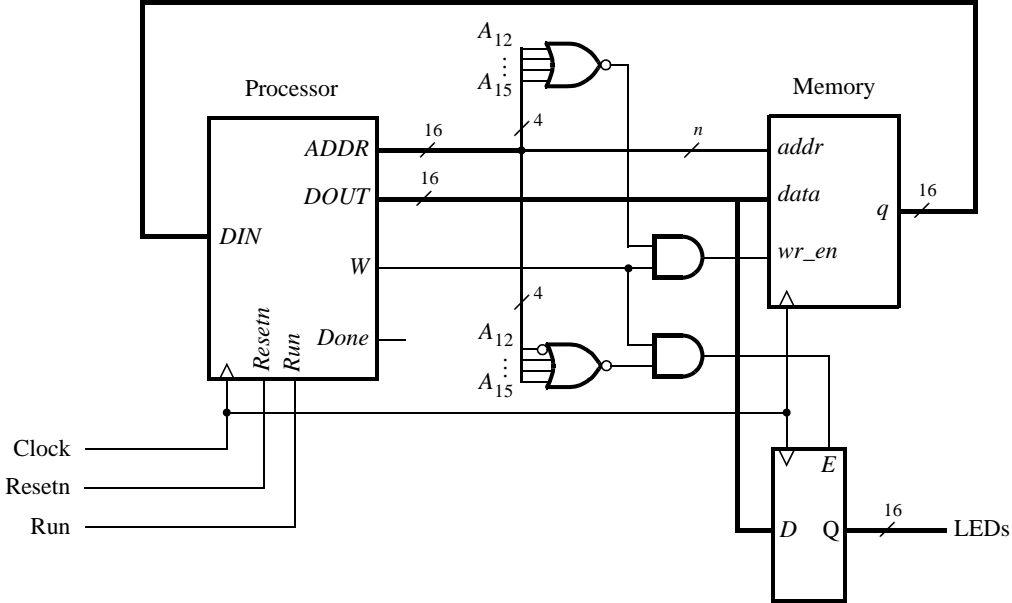 A12
⋮
A15
Processor
Memory
16
4
n
ADDR
addr
16
DOUT
data
16
q
DIN
W
wr_en
4
Done
Resetn
Run
A12
⋮
A15
Clock
E
Resetn
16
Run
D
Q
LEDs